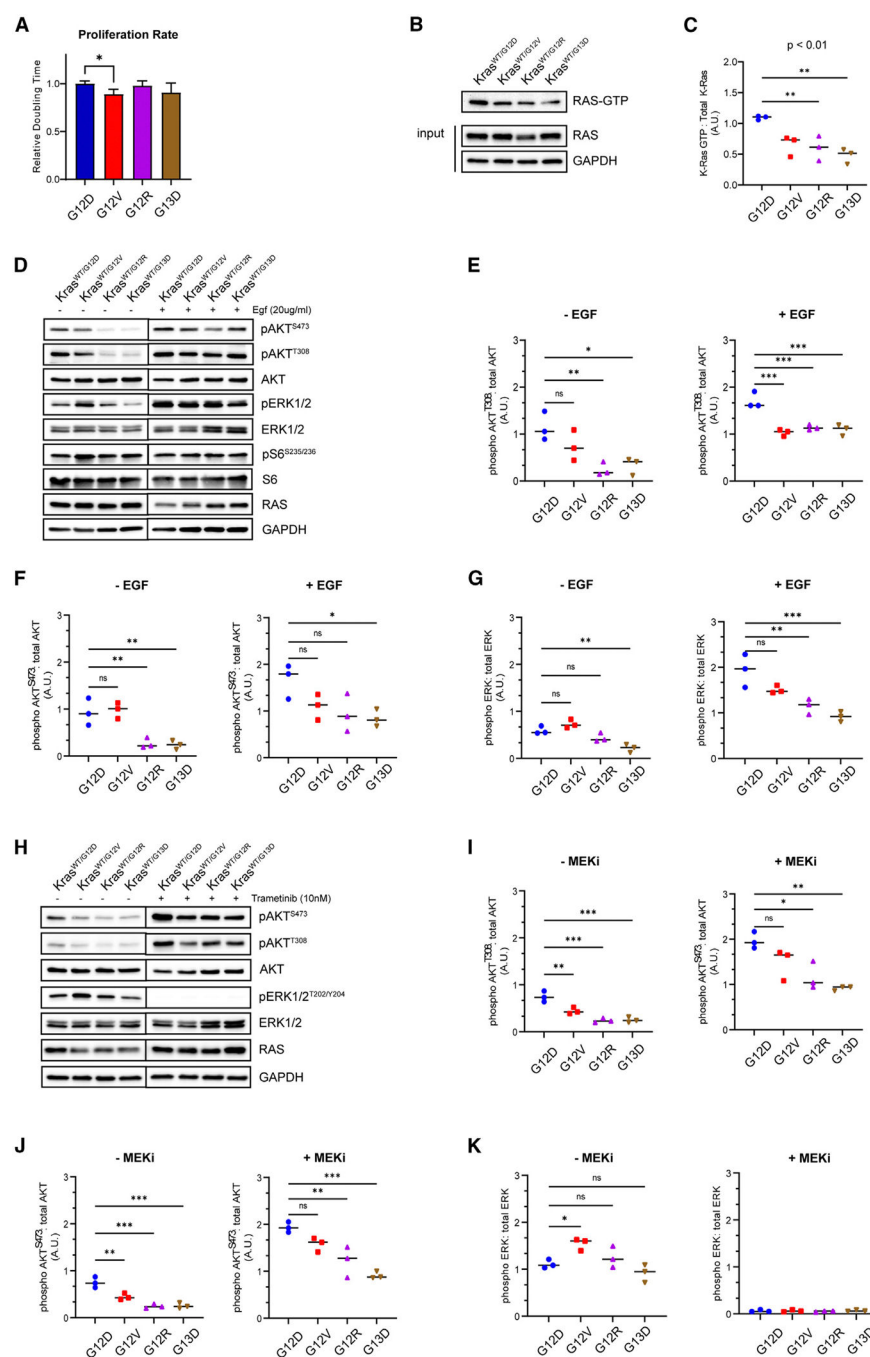 A
Proliferation Rate
*
Relative Doubling Time
1.0
0.5
0.0
G12D
G12V
G12R
G13D
B
Kras^WT/G12D
Kras^WT/G12V
Kras^WT/G12R
Kras^WT/G13D
RAS-GTP
input
RAS
GAPDH
C
p < 0.01
**
**
K-Ras GTP : Total K-Ras
(A.U.)
2.0
1.5
1.0
0.5
0.0
G12D
G12V
G12R
G13D
D
Kras^WT/G12D
Kras^WT/G12V
Kras^WT/G12R
Kras^WT/G13D
Kras^WT/G12D
Kras^WT/G12V
Kras^WT/G12R
Kras^WT/G13D
- - - - + + + + Egf (20ug/ml)
pAKT^S473
pAKT^T308
AKT
pERK1/2
ERK1/2
pS6^S235/236
S6
RAS
GAPDH
E
- EGF
*
**
ns
phospho AKT^T308: total AKT
(A.U.)
3
2
1
0
G12D
G12V
G12R
G13D
+ EGF
***
***
***
phospho AKT^T308: total AKT
(A.U.)
3
2
1
0
G12D
G12V
G12R
G13D
F
- EGF
**
**
ns
phospho AKT^S473: total AKT
(A.U.)
3
2
1
0
G12D
G12V
G12R
G13D
+ EGF
*
ns
ns
phospho AKT^S473: total AKT
(A.U.)
3
2
1
0
G12D
G12V
G12R
G13D
G
- EGF
**
ns
ns
phospho ERK: total ERK
(A.U.)
3
2
1
0
G12D
G12V
G12R
G13D
+ EGF
***
**
ns
phospho ERK: total ERK
(A.U.)
3
2
1
0
G12D
G12V
G12R
G13D
H
Kras^WT/G12D
Kras^WT/G12V
Kras^WT/G12R
Kras^WT/G13D
Kras^WT/G12D
Kras^WT/G12V
Kras^WT/G12R
Kras^WT/G13D
- - - - + + + + Trametinib (10nM)
pAKT^S473
pAKT^T308
AKT
pERK1/2^T202/Y204
ERK1/2
RAS
GAPDH
I
- MEKi
***
***
**
phospho AKT^T308: total AKT
(A.U.)
3
2
1
0
G12D
G12V
G12R
G13D
+ MEKi
**
*
ns
phospho AKT^S473: total AKT
(A.U.)
3
2
1
0
G12D
G12V
G12R
G13D
J
- MEKi
***
***
**
phospho AKT^S473: total AKT
(A.U.)
3
2
1
0
G12D
G12V
G12R
G13D
+ MEKi
***
**
ns
phospho AKT^S473: total AKT
(A.U.)
3
2
1
0
G12D
G12V
G12R
G13D
K
- MEKi
ns
ns
*
phospho ERK: total ERK
(A.U.)
3
2
1
0
G12D
G12V
G12R
G13D
+ MEKi
phospho ERK: total ERK
(A.U.)
3
2
1
0
G12D
G12V
G12R
G13D